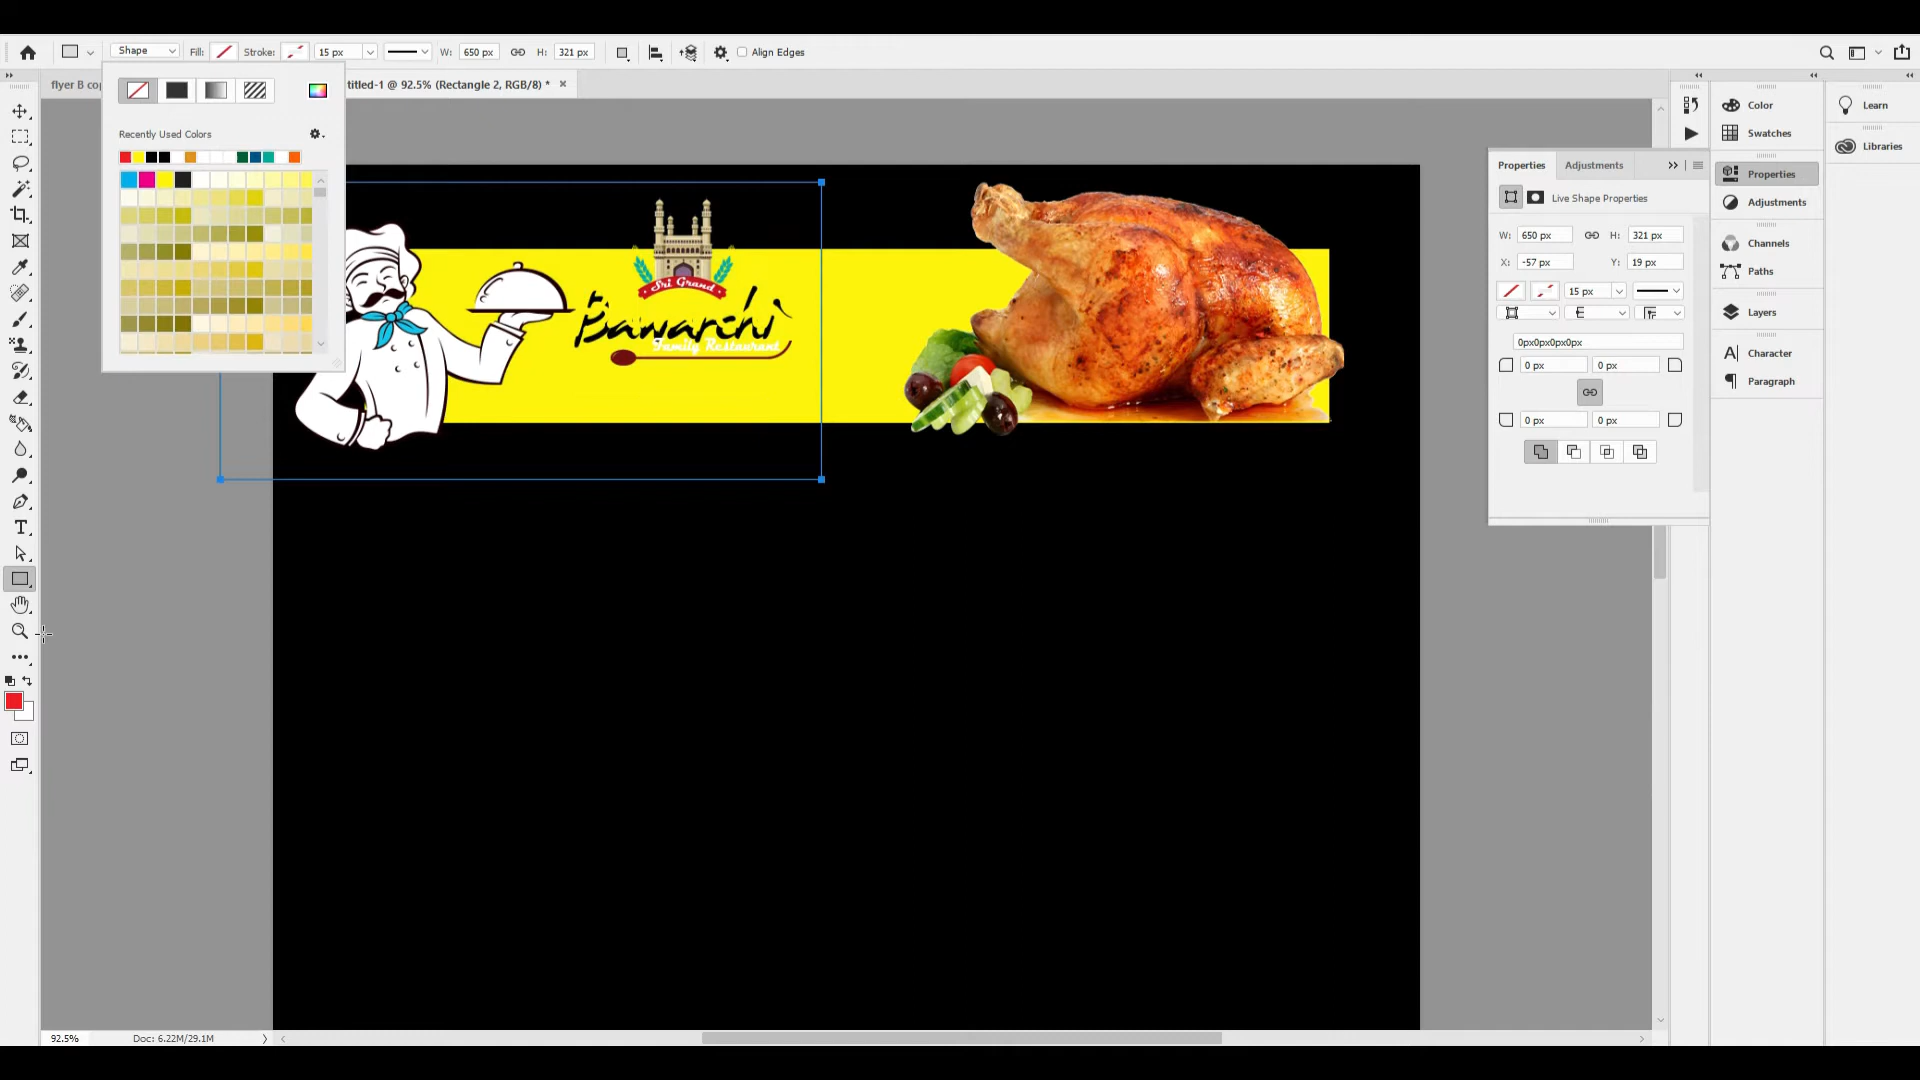 Shape Fill: Stroke: 15 px W: 650 px H: 321 px Align Edges
flyer B cop
titled-1 @ 92.5% (Rectangle 2, RGB/8) *
Recently Used Colors
Sri Grand
Bawarchi
Family Restaurant
Properties Adjustments
Live Shape Properties
W: 650 px H: 321 px
X: -57 px Y: 19 px
15 px
0px0px0px0px
0 px 0 px
0 px 0 px
Color
Swatches
Properties
Adjustments
Channels
Paths
Layers
Character
Paragraph
Learn
Libraries
92.5% Doc: 6.22M/29.1M